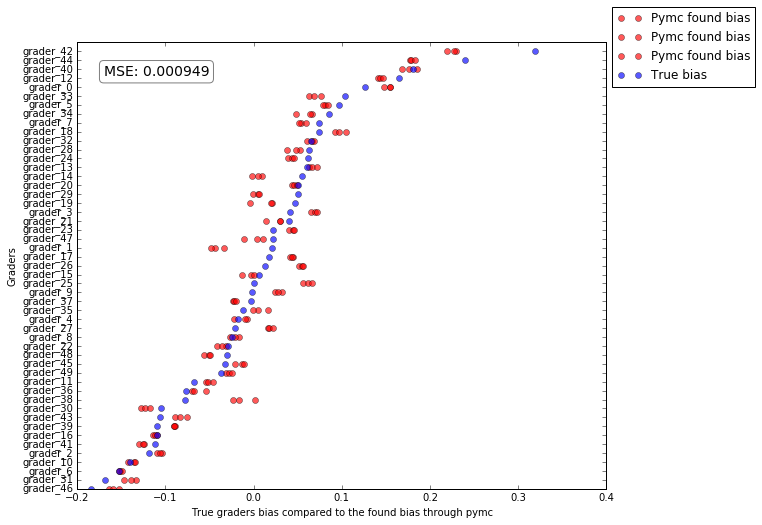 Pymc found bias
Pymc found bias
Pymc found bias
True bias
MSE: 0.000949
grader_42
grader_44
grader_40
grader_12
grader_0
grader_33
grader_5
grader_34
grader_7
grader_18
grader_32
grader_28
grader_24
grader_13
grader_14
grader_20
grader_29
grader_19
grader_3
grader_21
grader_23
grader_47
grader_1
grader_17
grader_26
grader_15
grader_25
grader_9
grader_37
grader_35
grader_4
grader_27
grader_8
grader_22
grader_48
grader_45
grader_49
grader_11
grader_36
grader_38
grader_30
grader_43
grader_39
grader_16
grader_41
grader_2
grader_10
grader_6
grader_31
grader_46
Graders
−0.2 −0.1 0.0 0.1 0.2 0.3 0.4
True graders bias compared to the found bias through pymc